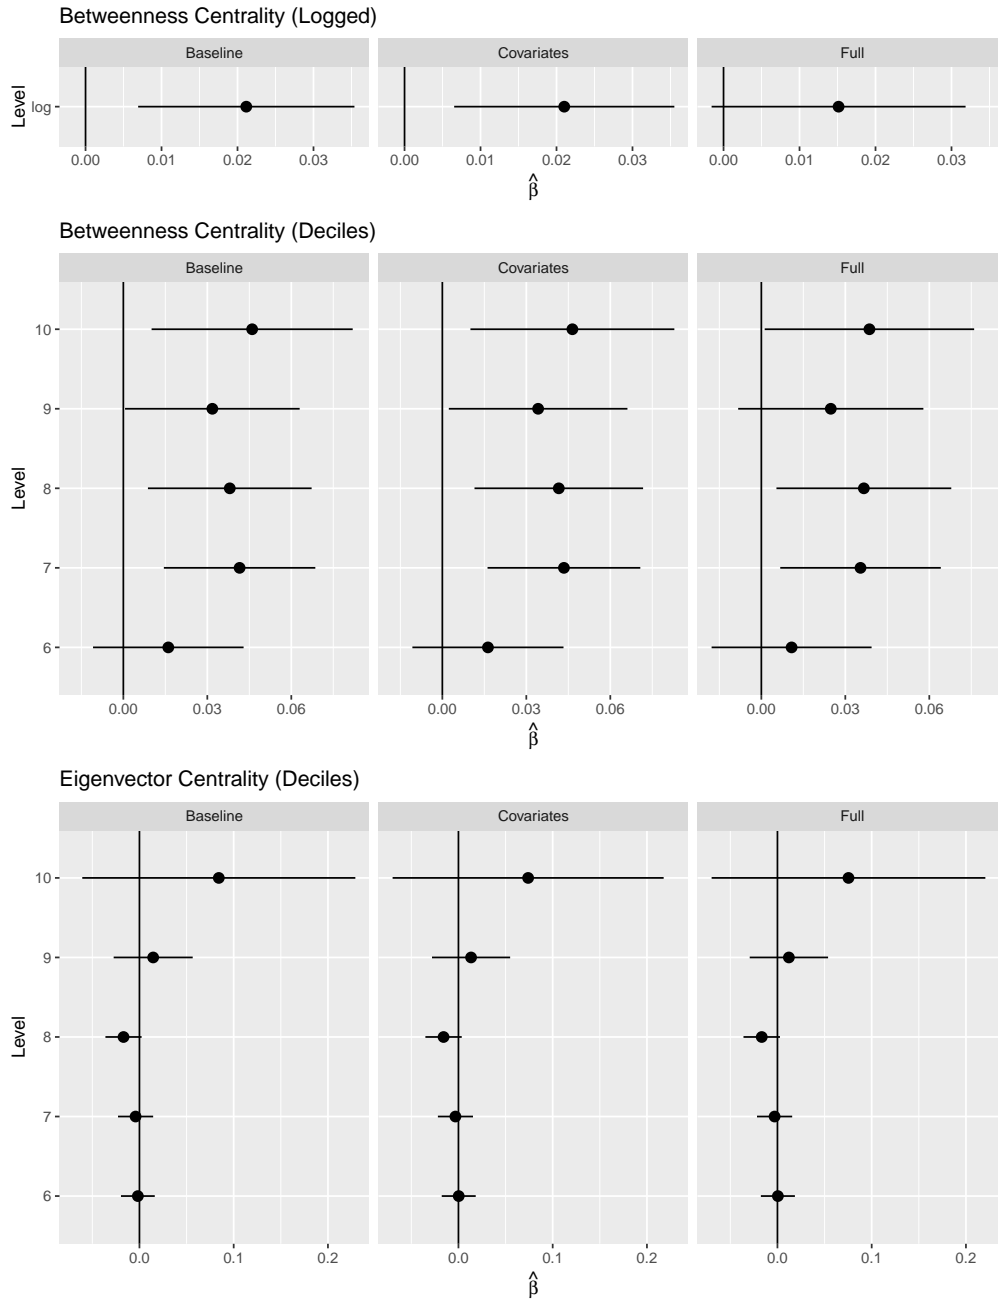 Betweenness Centrality (Logged)
Baseline Covariates Full
Level
log
0.00 0.01 0.02 0.03 0.00 0.01 0.02 0.03 0.00 0.01 0.02 0.03
β̂
Betweenness Centrality (Deciles)
Baseline Covariates Full
10
9
Level
8
7
6
0.00 0.03 0.06 0.00 0.03 0.06 0.00 0.03 0.06
β̂
Eigenvector Centrality (Deciles)
Baseline Covariates Full
10
9
Level
8
7
6
0.0 0.1 0.2 0.0 0.1 0.2 0.0 0.1 0.2
β̂